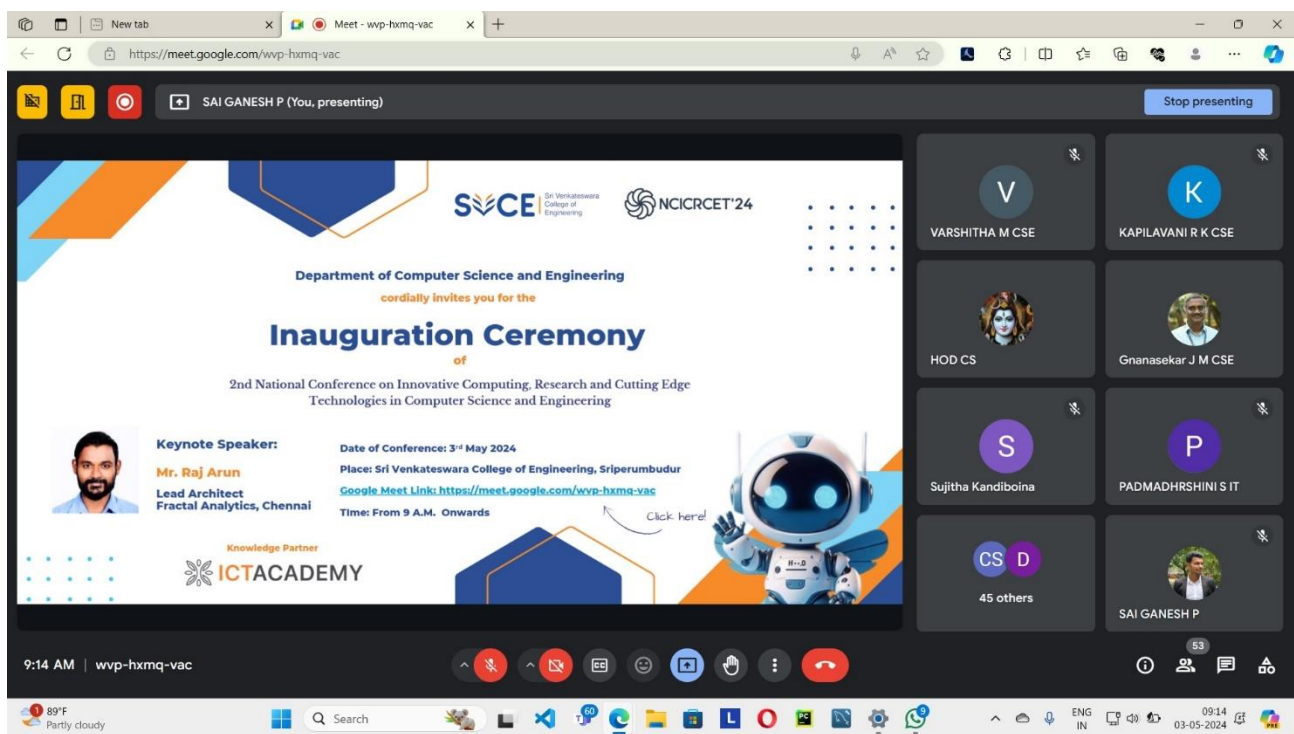 New tab
Meet - wvp-hxmq-vac
https://meet.google.com/wvp-hxmq-vac
SAI GANESH P (You, presenting)
Stop presenting
SVCE
Sri Venkateswara
College of
Engineering
NCICRCET'24
Department of Computer Science and Engineering
cordially invites you for the
Inauguration Ceremony
of
2nd National Conference on Innovative Computing, Research and Cutting Edge
Technologies in Computer Science and Engineering
Keynote Speaker:
Mr. Raj Arun
Lead Architect
Fractal Analytics, Chennai
Date of Conference: 3rd May 2024
Place: Sri Venkateswara College of Engineering, Sriperumbudur
Google Meet Link: https://meet.google.com/wvp-hxmq-vac
Time: From 9 A.M. Onwards
Click here!
Knowledge Partner
ICTACADEMY
V
VARSHITHA M CSE
K
KAPILAVANI R K CSE
HOD CS
Gnanasekar J M CSE
S
Sujitha Kandiboina
P
PADMADHRSHINI S IT
CS D
45 others
SAI GANESH P
9:14 AM | wvp-hxmq-vac
53
89°F
Partly cloudy
Search
60
9
ENG
IN
09:14
03-05-2024